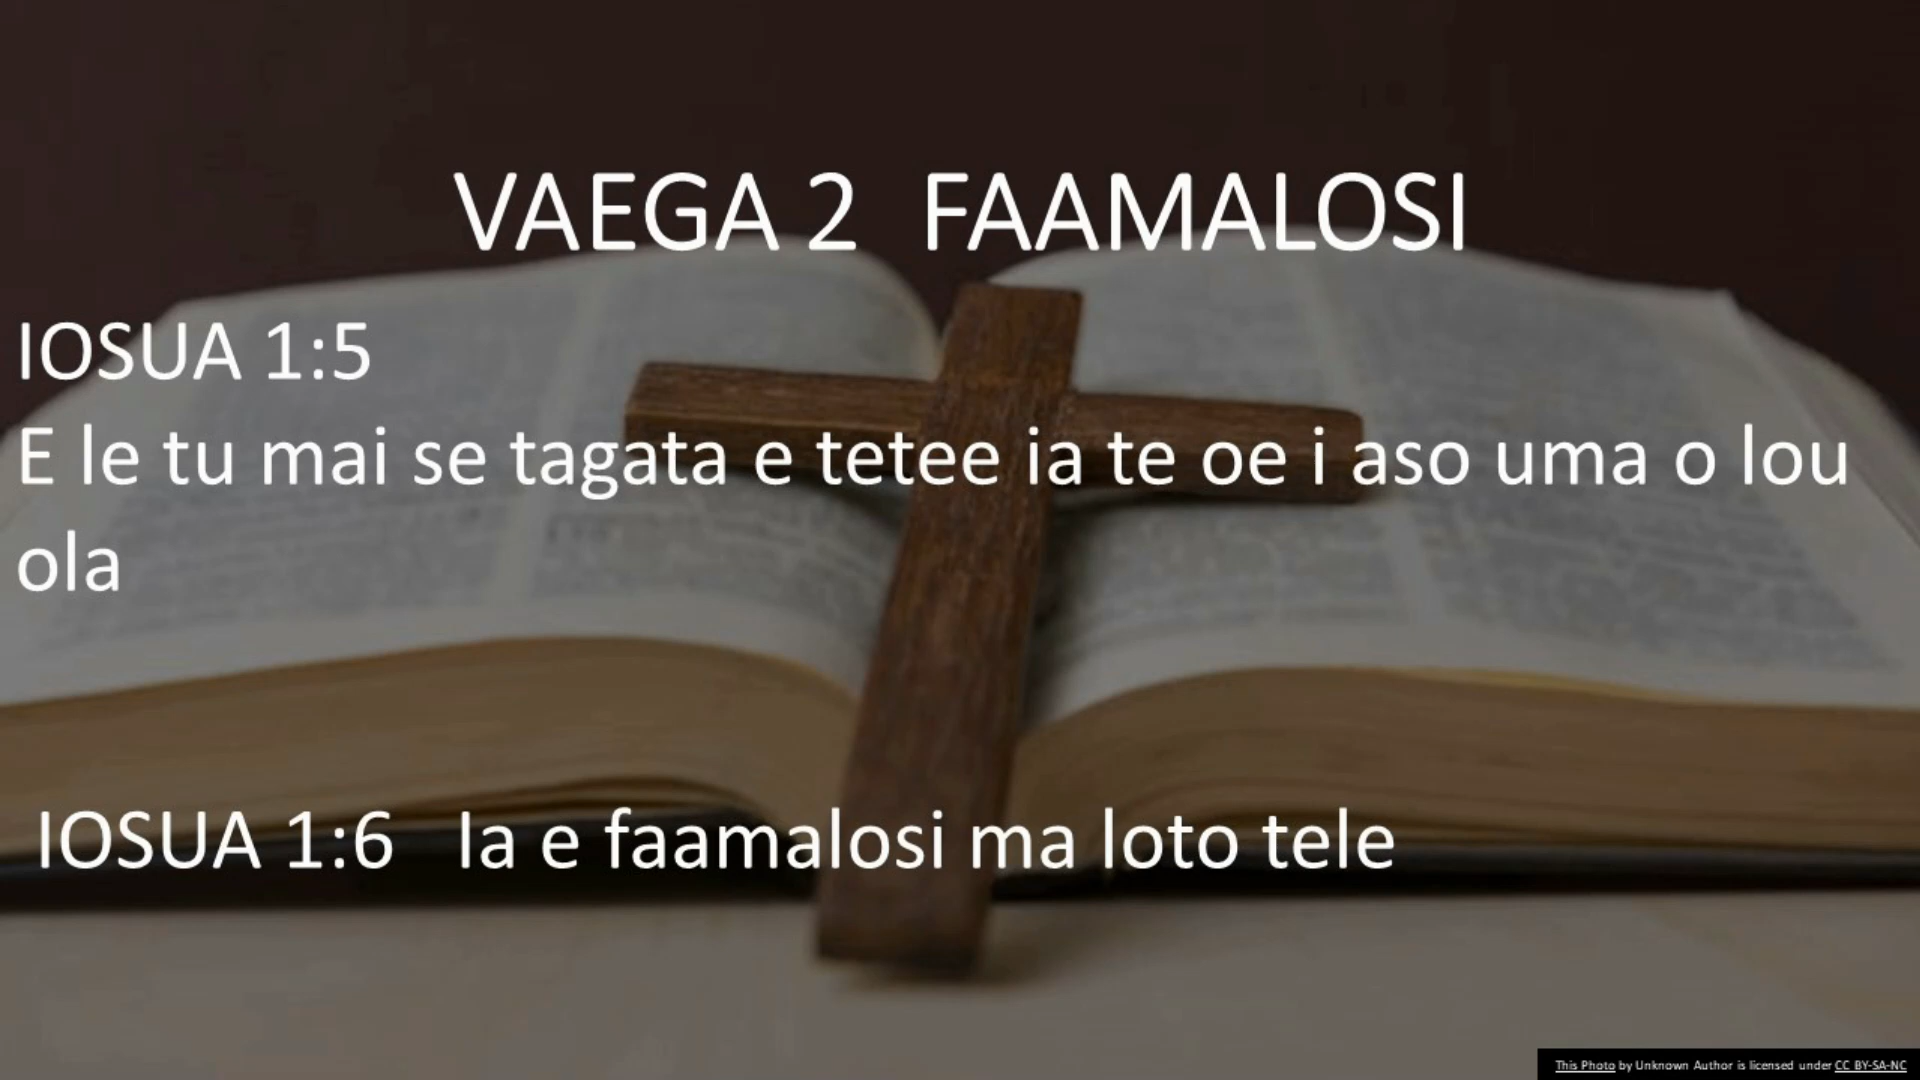 VAEGA 2 FAAMALOSI
IOSUA 1:5
E le tu mai se tagata e tetee ia te oe i aso uma o lou
ola
IOSUA 1:6 Ia e faamalosi ma loto tele
This Photo by Unknown Author is licensed under CC BY-SA-NC